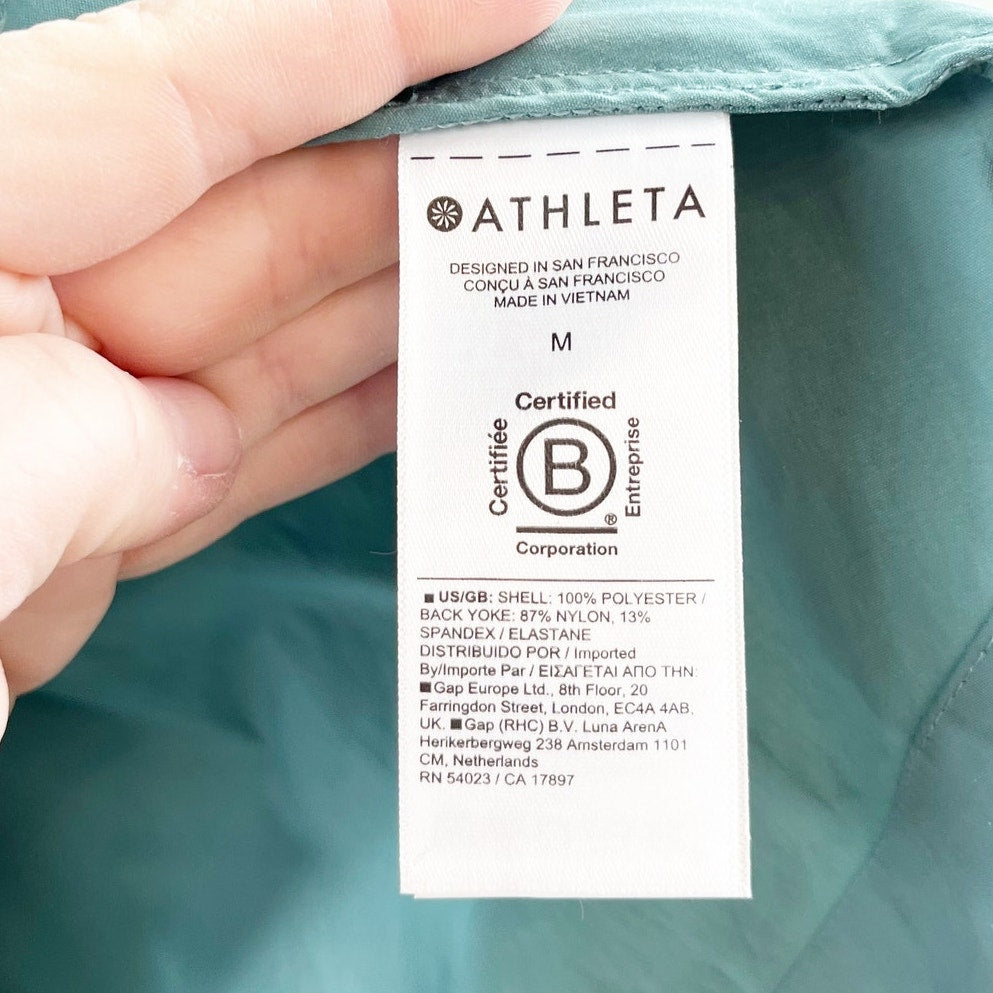 ATHLETA
DESIGNED IN SAN FRANCISCO
CONÇU À SAN FRANCISCO
MADE IN VIETNAM
M
Certified
Certifiée
B
Entreprise
®
Corporation
US/GB: SHELL: 100% POLYESTER /
BACK YOKE: 87% NYLON, 13%
SPANDEX / ELASTANE
DISTRIBUIDO POR / Imported
By/Importe Par / ΕΙΣΑΓΕΤΑΙ ΑΠΟ ΤΗΝ:
Gap Europe Ltd., 8th Floor, 20
Farringdon Street, London, EC4A 4AB,
UK. Gap (RHC) B.V. Luna ArenA
Herikerbergweg 238 Amsterdam 1101
CM, Netherlands
RN 54023 / CA 17897